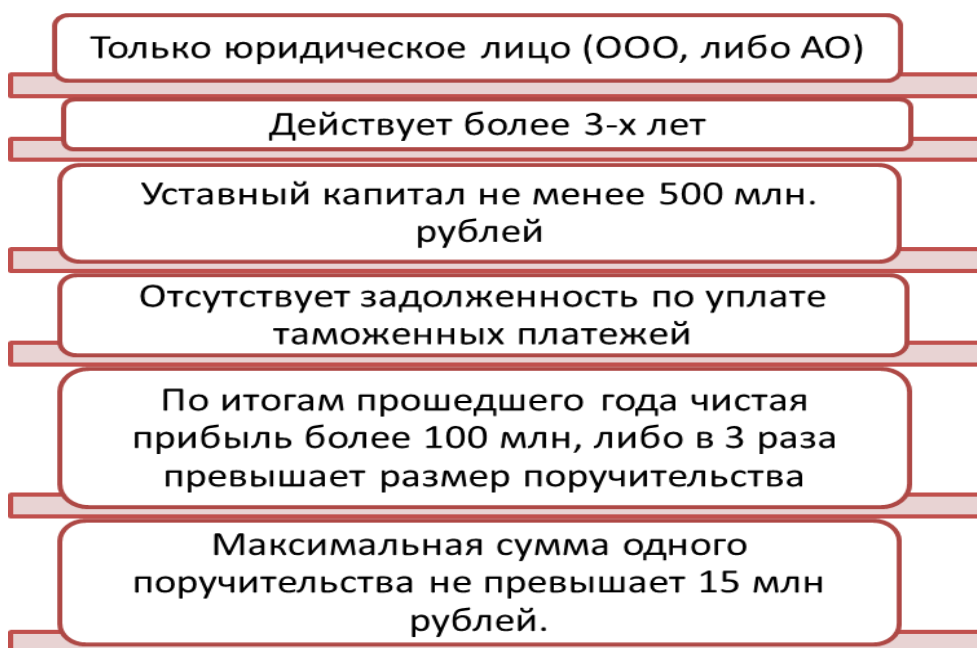 Только юридическое лицо (ООО, либо АО)
Действует более 3-х лет
Уставный капитал не менее 500 млн.
рублей
Отсутствует задолженность по уплате
таможенных платежей
По итогам прошедшего года чистая
прибыль более 100 млн, либо в 3 раза
превышает размер поручительства
Максимальная сумма одного
поручительства не превышает 15 млн
рублей.